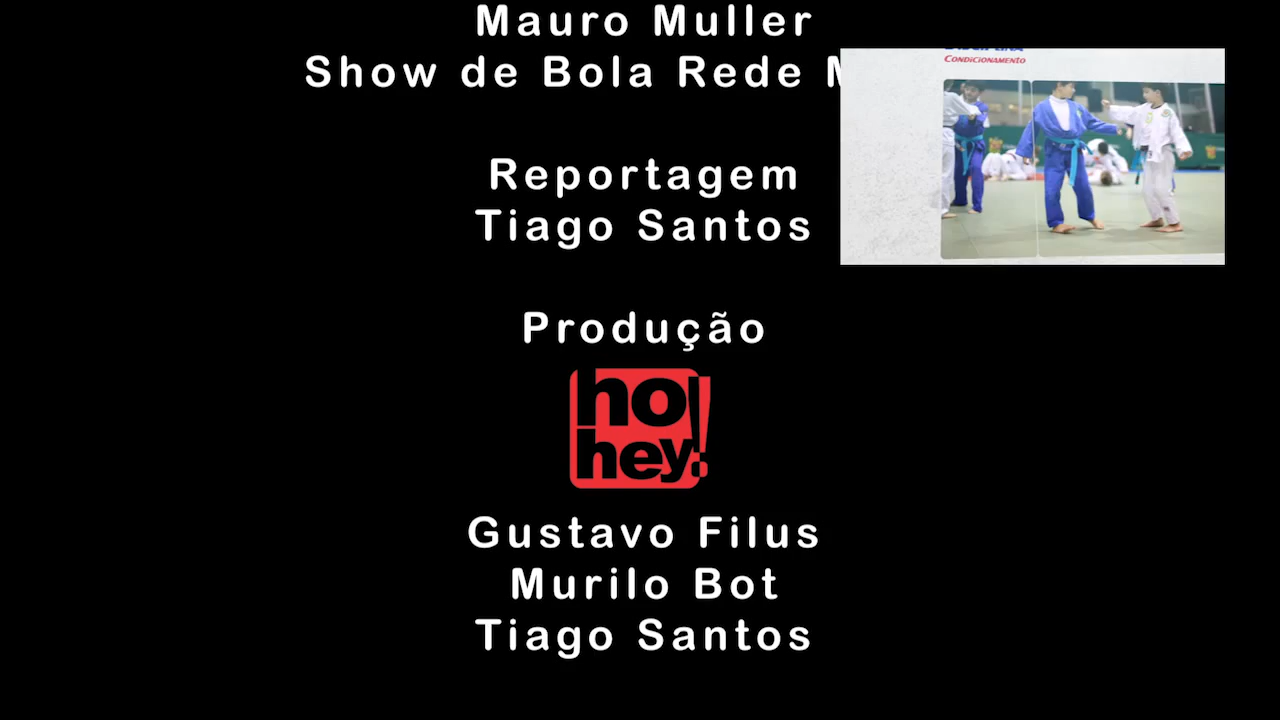 Mauro Muller
Show de Bola Rede
Condicionamento
Reportagem
Tiago Santos
Produção
ho!
hey!
Gustavo Filus
Murilo Bot
Tiago Santos